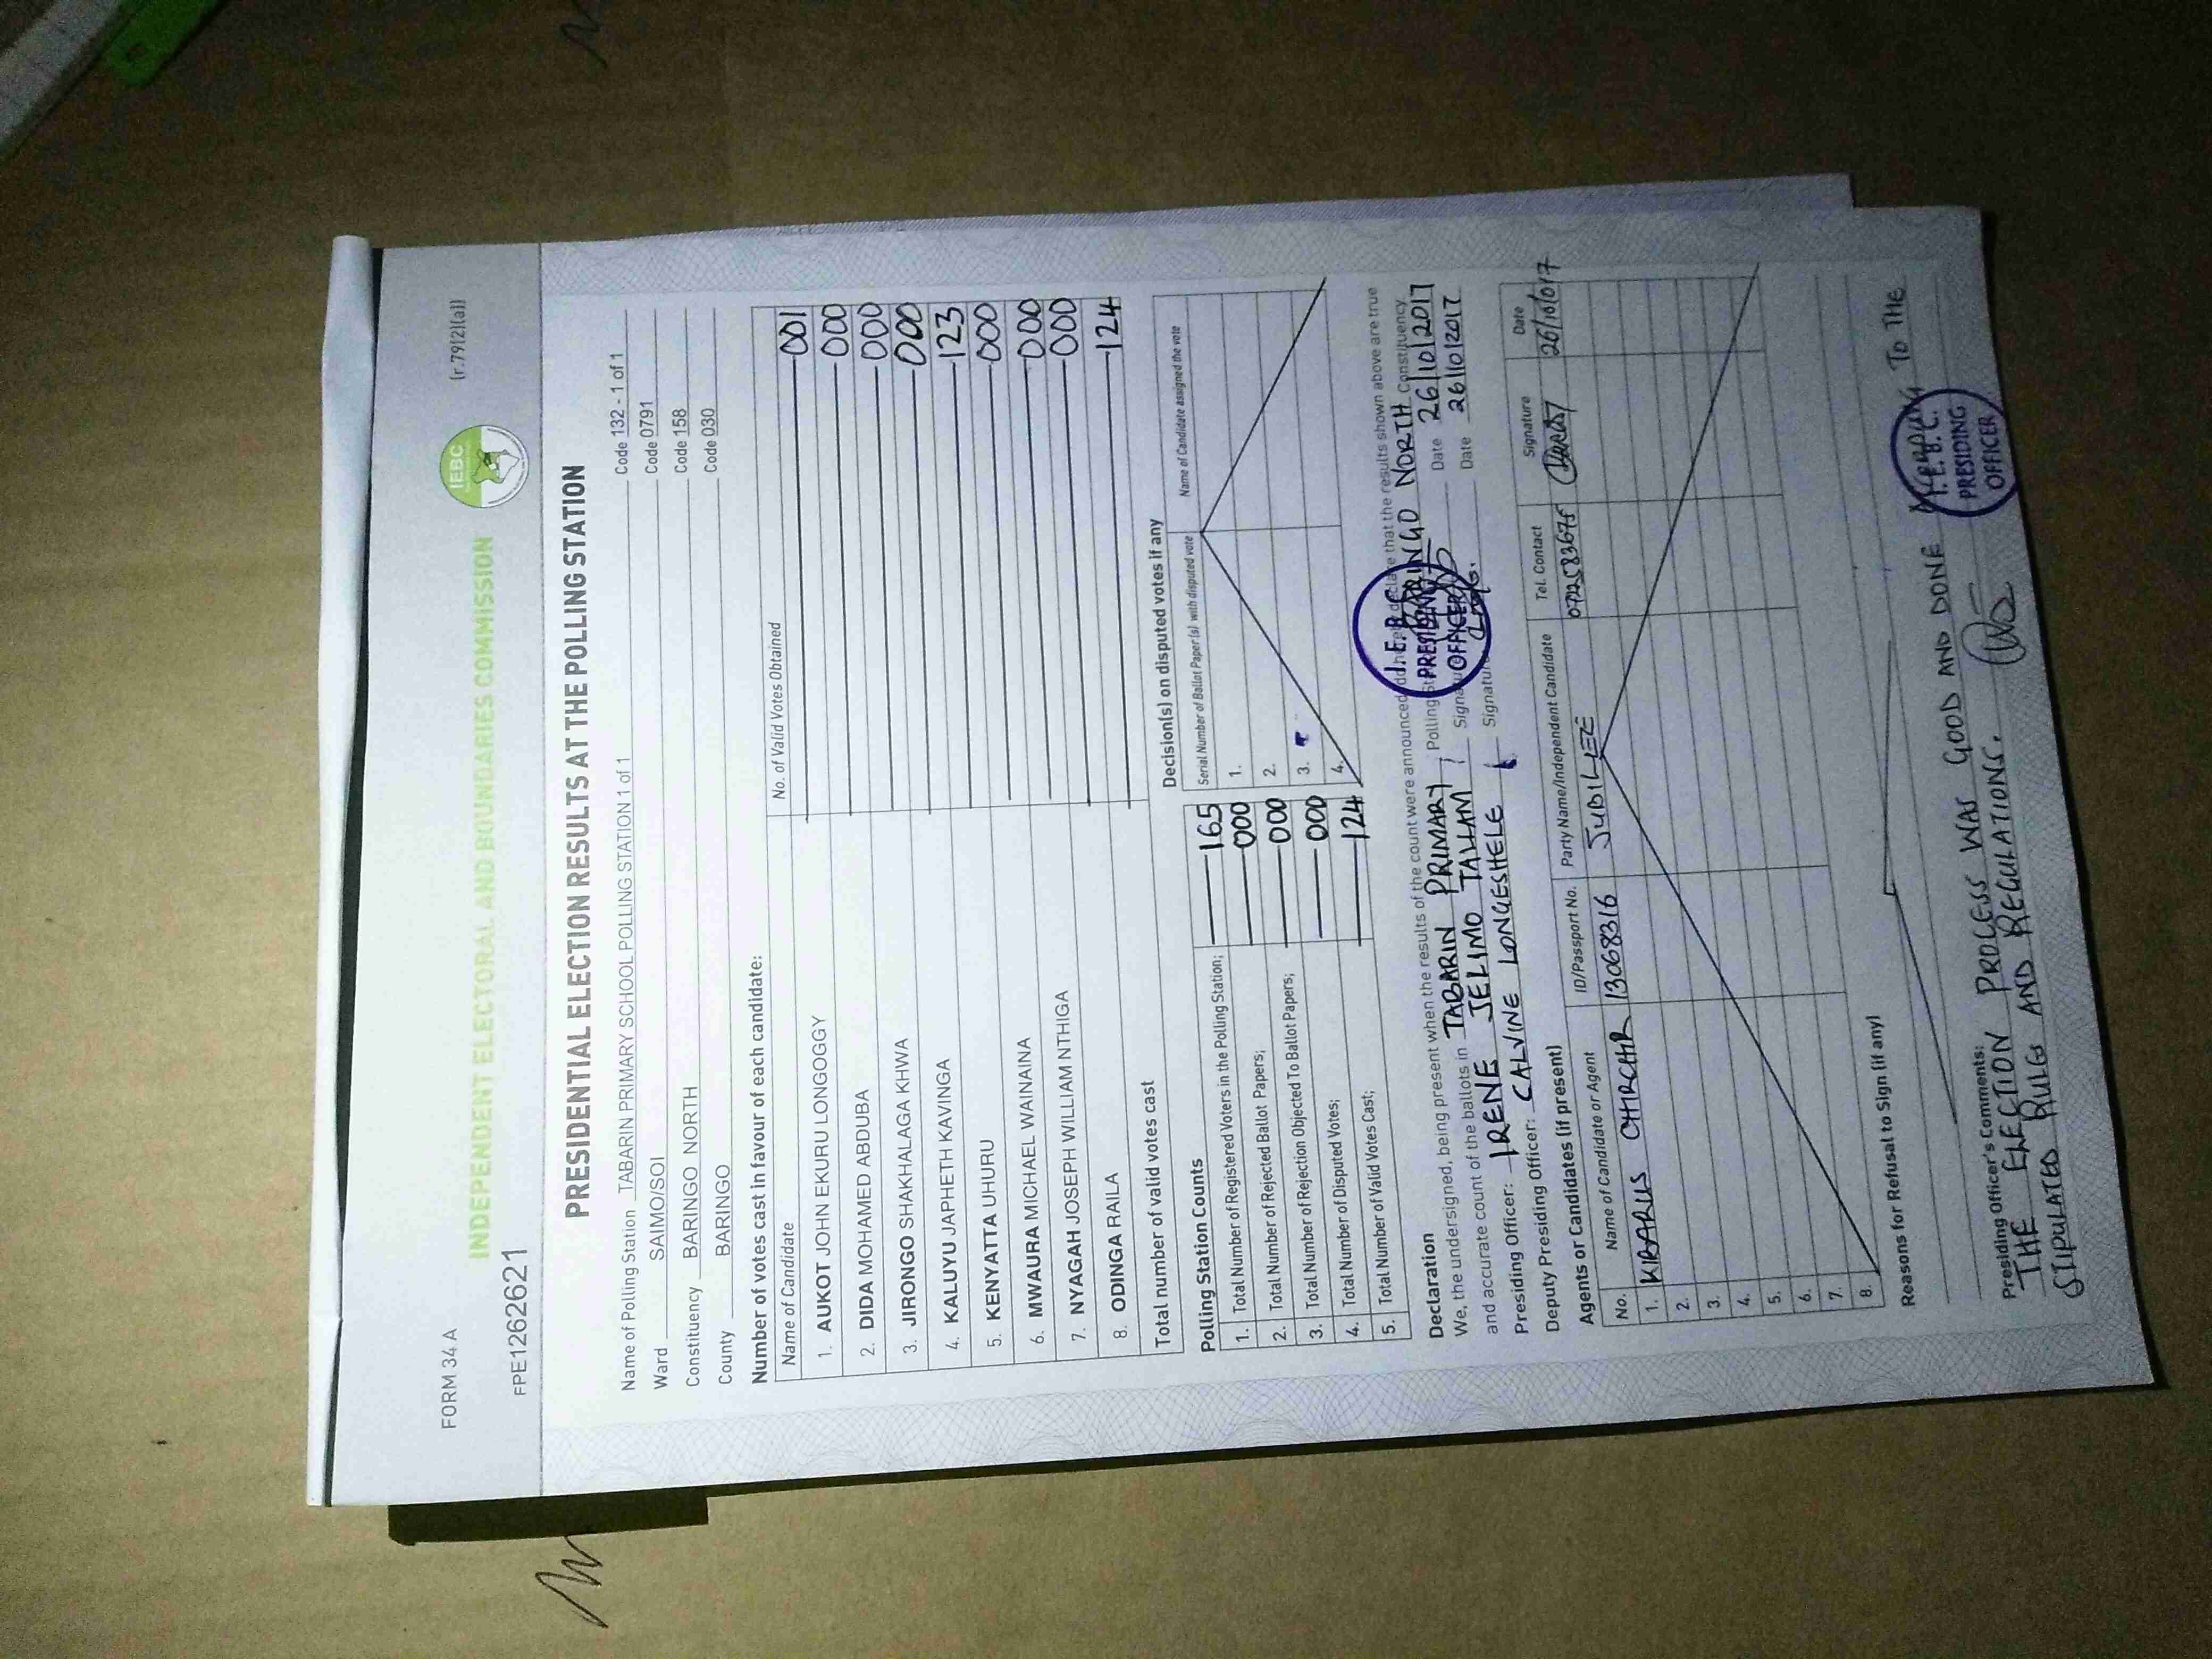 FORM 34 A
(r.79(2)(a))
INDEPENDENT ELECTORAL AND BOUNDARIES COMMISSION
IEBC
FPE1262621
PRESIDENTIAL ELECTION RESULTS AT THE POLLING STATION
Name of Polling Station TABARIN PRIMARY SCHOOL POLLING STATION 1 of 1 Code 132 - 1 of 1
Ward SAIMO/SOI Code 0791
Constituency BARINGO NORTH Code 158
County BARINGO Code 030
Number of votes cast in favour of each candidate:
Name of Candidate No. of Valid Votes Obtained
1. AUKOT JOHN EKURU LONGOGGY 001
2. DIDA MOHAMED ABDUBA 000
3. JIRONGO SHAKHALAGA KHWA 000
4. KALUYU JAPHETH KAVINGA 000
5. KENYATTA UHURU 123
6. MWAURA MICHAEL WAINAINA 000
7. NYAGAH JOSEPH WILLIAM NTHIGA 000
8. ODINGA RAILA 000
Total number of valid votes cast 124
Polling Station Counts
1. Total Number of Registered Voters in the Polling Station; 165
2. Total Number of Rejected Ballot Papers; 000
3. Total Number of Rejection Objected To Ballot Papers; 000
4. Total Number of Disputed Votes; 000
5. Total Number of Valid Votes Cast; 124
Decision(s) on disputed votes if any
Serial Number of Ballot Paper(s) with disputed vote Name of Candidate assigned the vote
1.
2.
3.
4.
Declaration
We, the undersigned, being present when the results of the count were announced, do hereby declare that the results shown above are true
and accurate count of the ballots in TABARIN PRIMARY Polling Station BARINGO NORTH Constituency
Presiding Officer: IRENE JELIMO TALLAM Signature Date 26/10/2017
Deputy Presiding Officer: CALVINE LONGESHELE Signature Date 26/10/2017
I.E.B.C.
PRESIDING
OFFICER
Agents or Candidates (if present)
No. Name of Candidate or Agent ID/Passport No. Party Name/Independent Candidate Tel. Contact Signature Date
1. KIBARUS CHIRCHIR 13068316 JUBILEE 0725283675 26/10/017
2.
3.
4.
5.
6.
7.
8.
Reasons for Refusal to Sign (if any)
Presiding Officer's Comments:
THE ELECTION PROCESS WAS GOOD AND DONE TO THE
STIPULATED RULES AND REGULATIONS.
I.E.B.C.
PRESIDING
OFFICER